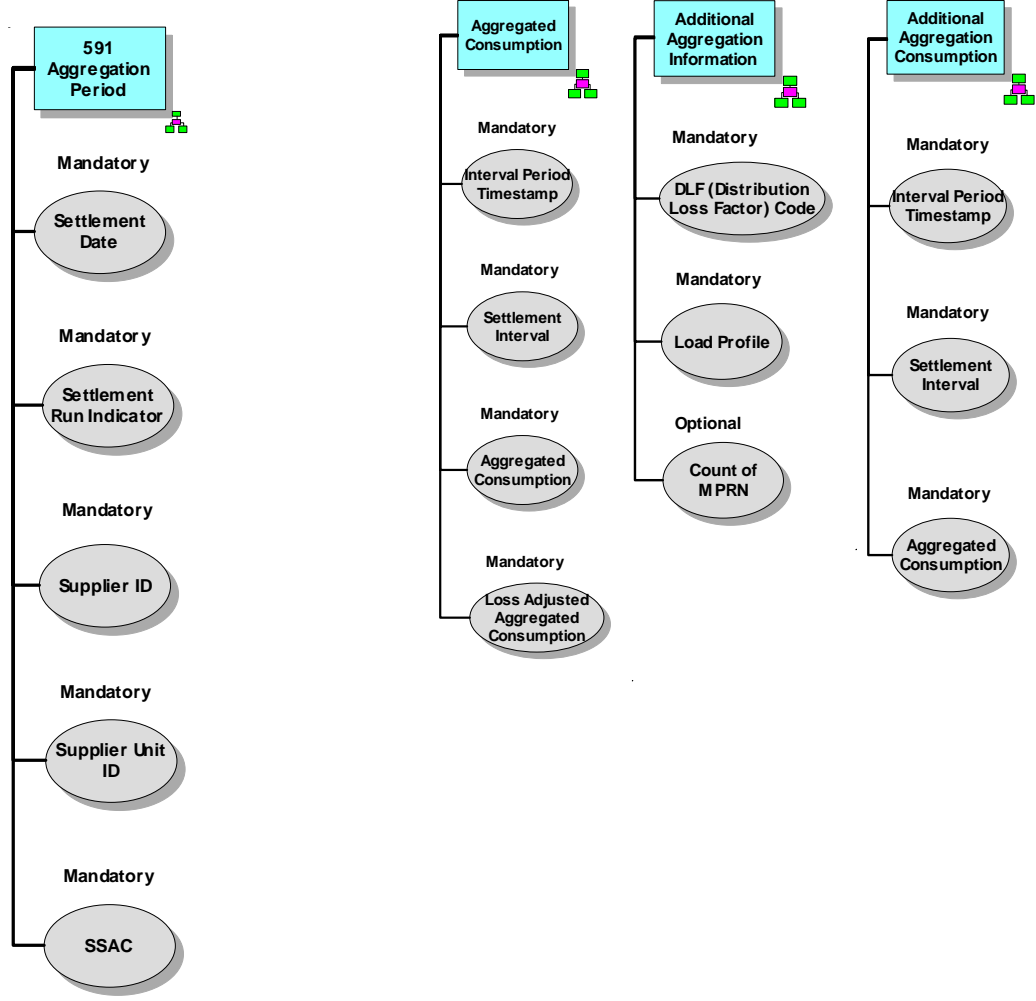 591
Aggregation
Period
Mandatory
Settlement
Date
Mandatory
Settlement
Run Indicator
Mandatory
Supplier ID
Mandatory
Supplier Unit
ID
Mandatory
SSAC
Aggregated
Consumption
Mandatory
Interval Period
Timestamp
Mandatory
Settlement
Interval
Mandatory
Aggregated
Consumption
Mandatory
Loss Adjusted
Aggregated
Consumption
Additional
Aggregation
Information
Mandatory
DLF (Distribution
Loss Factor) Code
Mandatory
Load Profile
Optional
Count of
MPRN
Additional
Aggregation
Consumption
Mandatory
Interval Period
Timestamp
Mandatory
Settlement
Interval
Mandatory
Aggregated
Consumption